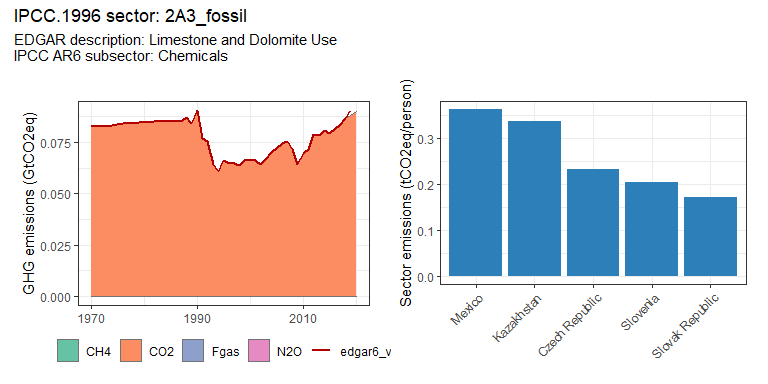 IPCC.1996 sector: 2A3_fossil
EDGAR description: Limestone and Dolomite Use
IPCC AR6 subsector: Chemicals
GHG emissions (GtCO2eq)
0.075
0.050
0.025
0.000
1970
1990
2010
CH4
CO2
Fgas
N2O
edgar6_v
Sector emissions (tCO2eq/person)
0.3
0.2
0.1
0.0
Mexico
Kazakhstan
Czech Republic
Slovenia
Slovak Republic